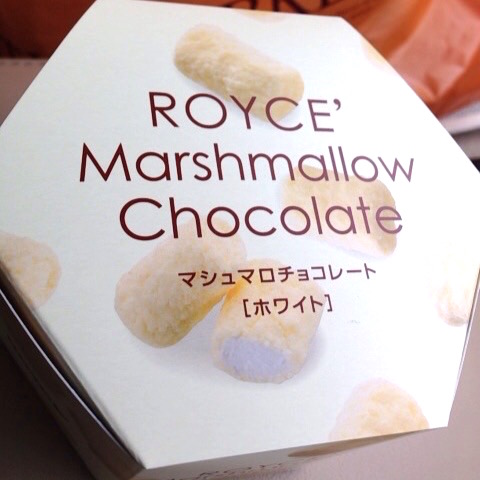 ROYCE’
Marshmallow
Chocolate
マシュマロチョコレート
[ホワイト]